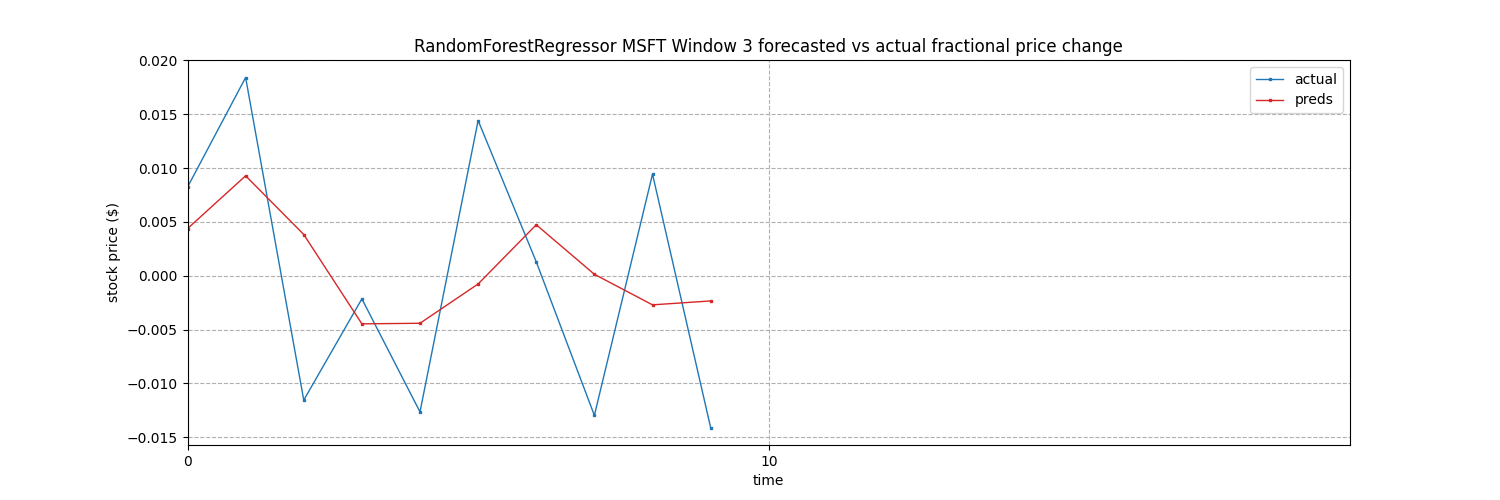 RandomForestRegressor MSFT Window 3 forecasted vs actual fractional price change
0.020
0.015
0.010
0.005
0.000
−0.005
−0.010
−0.015
stock price ($)
actual
preds
0
10
time